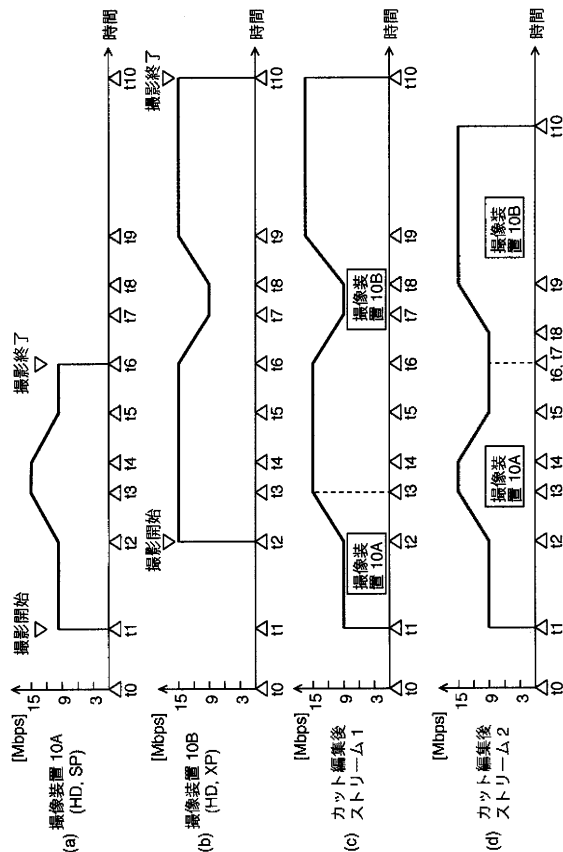 [Mbps]
15
9
3
(a)
撮像装置 10A
(HD, SP)
撮影開始
撮影終了
t0
t1
t2
t3
t4
t5
t6
時間
[Mbps]
15
9
3
(b)
撮像装置 10B
(HD, XP)
撮影開始
撮影終了
t0
t1
t2
t3
t4
t5
t6
t7
t8
t9
t10
時間
[Mbps]
15
9
3
(c)
カット編集後
ストリーム 1
撮像装
置 10A
撮像装
置 10B
t0
t1
t2
t3
t4
t5
t6
t7
t8
t9
t10
時間
[Mbps]
15
9
3
(d)
カット編集後
ストリーム 2
撮像装
置 10A
撮像装
置 10B
t0
t1
t2
t3
t4
t5
t6, t7
t8
t9
t10
時間